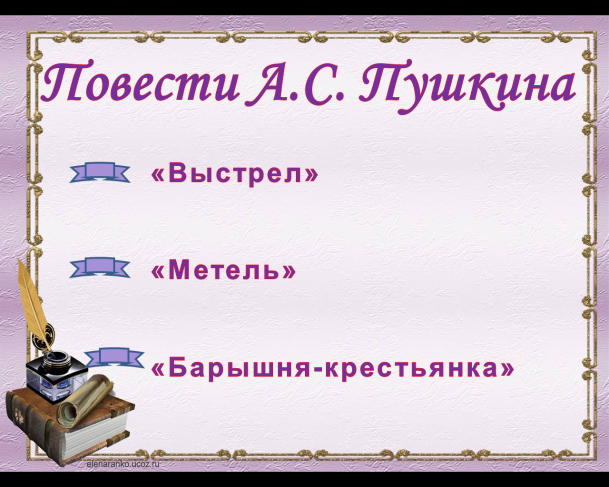 Повести А.С. Пушкина
«Выстрел»
«Метель»
«Барышня-крестьянка»
elenaranko.ucoz.ru